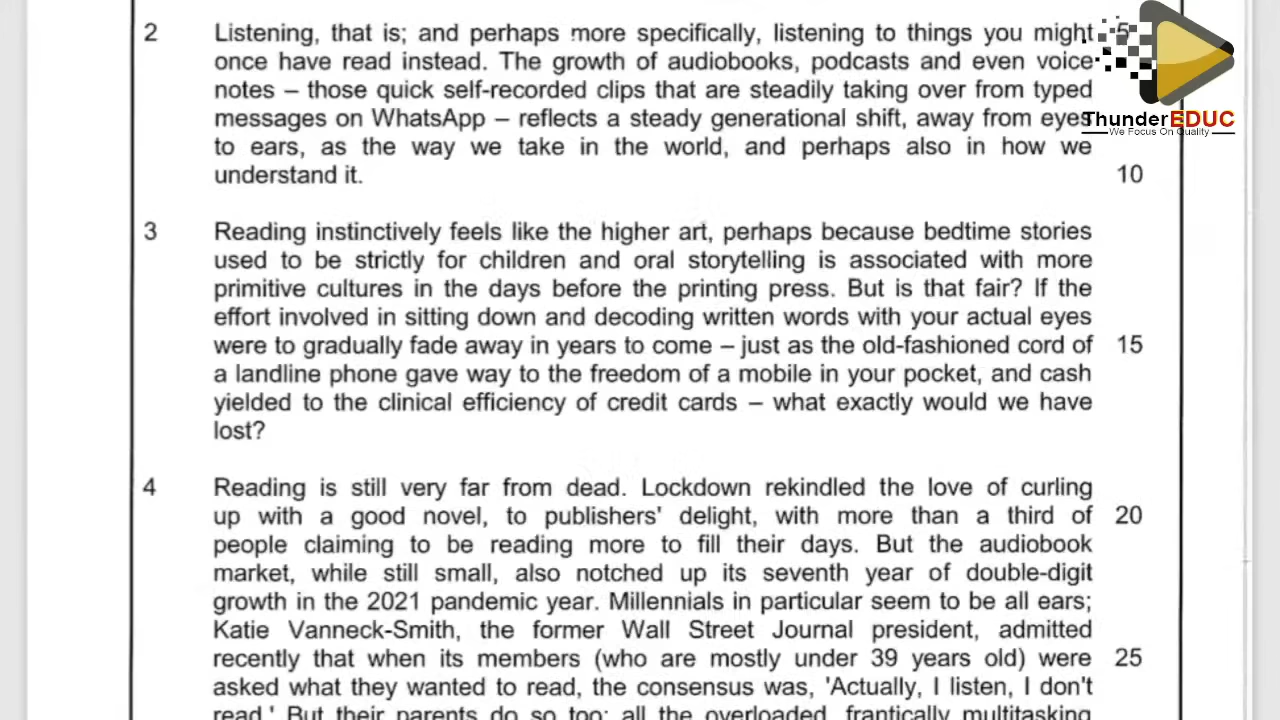 2 Listening, that is; and perhaps more specifically, listening to things you might 5
once have read instead. The growth of audiobooks, podcasts and even voice
notes – those quick self-recorded clips that are steadily taking over from typed
messages on WhatsApp – reflects a steady generational shift, away from eyes
to ears, as the way we take in the world, and perhaps also in how we
understand it. 10
ThunderEDUC
We Focus On Quality
3 Reading instinctively feels like the higher art, perhaps because bedtime stories
used to be strictly for children and oral storytelling is associated with more
primitive cultures in the days before the printing press. But is that fair? If the
effort involved in sitting down and decoding written words with your actual eyes
were to gradually fade away in years to come – just as the old-fashioned cord of 15
a landline phone gave way to the freedom of a mobile in your pocket, and cash
yielded to the clinical efficiency of credit cards – what exactly would we have
lost?
4 Reading is still very far from dead. Lockdown rekindled the love of curling
up with a good novel, to publishers' delight, with more than a third of 20
people claiming to be reading more to fill their days. But the audiobook
market, while still small, also notched up its seventh year of double-digit
growth in the 2021 pandemic year. Millennials in particular seem to be all ears;
Katie Vanneck-Smith, the former Wall Street Journal president, admitted
recently that when its members (who are mostly under 39 years old) were 25
asked what they wanted to read, the consensus was, 'Actually, I listen, I don't
read.' But their parents do so too: all the overloaded, frantically multitasking